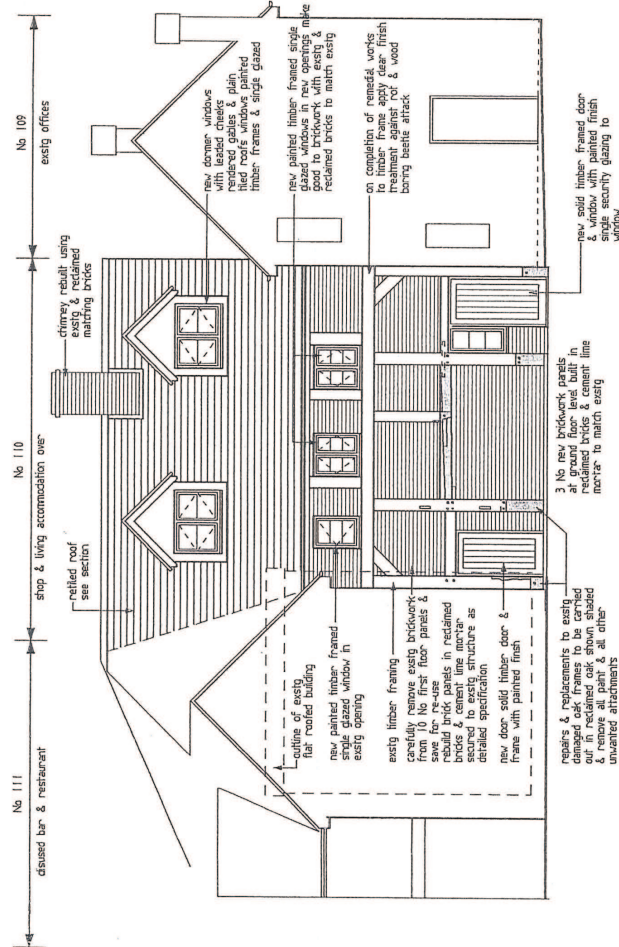 No 111
disused bar & restaurant
No 110
shop & living accommodation over
No 109
exstg offices
retiled roof
see section
chimney rebuilt using
exstg & reclaimed
matching bricks
new dormer windows
with leaded cheeks
rendered gables & plain
tiled roofs windows painted
timber frames & single glazed
new painted timber framed single
glazed windows in new openings make
good to brickwork with exstg &
reclaimed bricks to match exstg
on completion of remedial works
to timber frame apply clear finish
treatment against rot & wood
boring beetle attack
new solid timber framed door
& window with painted finish
single security glazing to
window
outline of exstg
flat roofed building
new painted timber framed
single glazed window in
exstg opening
exstg timber framing
carefully remove exstg brickwork
from 10 No first floor panels &
save for re-use
rebuild brick panels in reclaimed
bricks & cement lime mortar
secured to exstg structure as
detailed specification
new door solid timber door &
frame with painted finsh
repairs & replacements to exstg
damaged oak frames to be carried
out in reclaimed oak shown shaded
& remove all paint & all other
unwanted attachments
3 No new brickwork panels
at ground floor level built in
reclaimed bricks & cement lime
mortar to match exstg